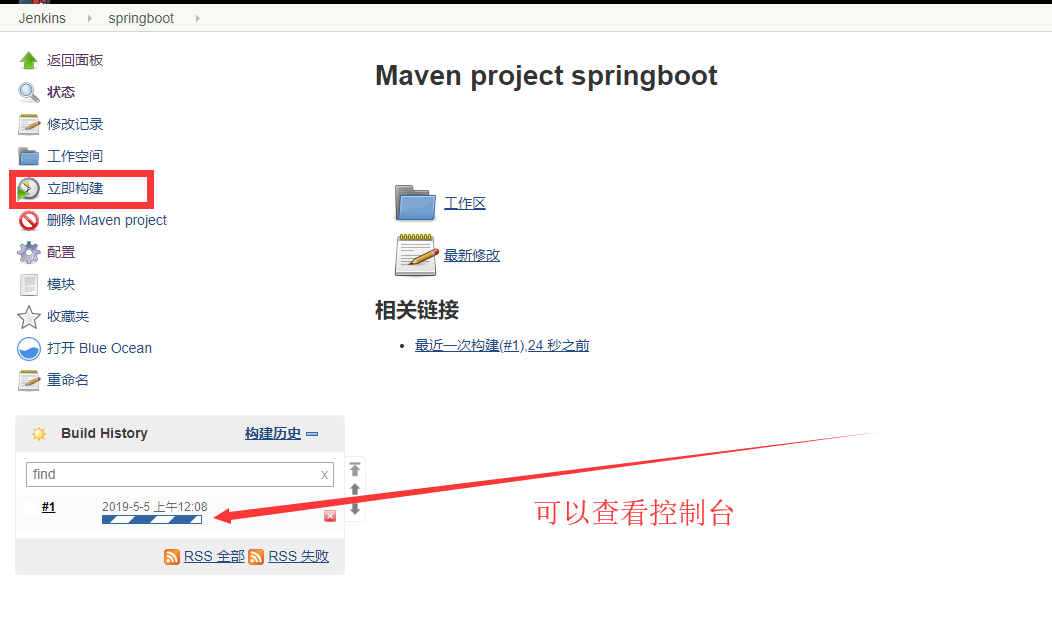 Jenkins springboot
返回面板
状态
修改记录
工作空间
立即构建
删除 Maven project
配置
模块
收藏夹
打开 Blue Ocean
重命名
Maven project springboot
工作区
最新修改
相关链接
最近一次构建(#1),24 秒之前
Build History 构建历史
find x
#1 2019-5-5 上午12:08
RSS 全部 RSS 失败
可以查看控制台